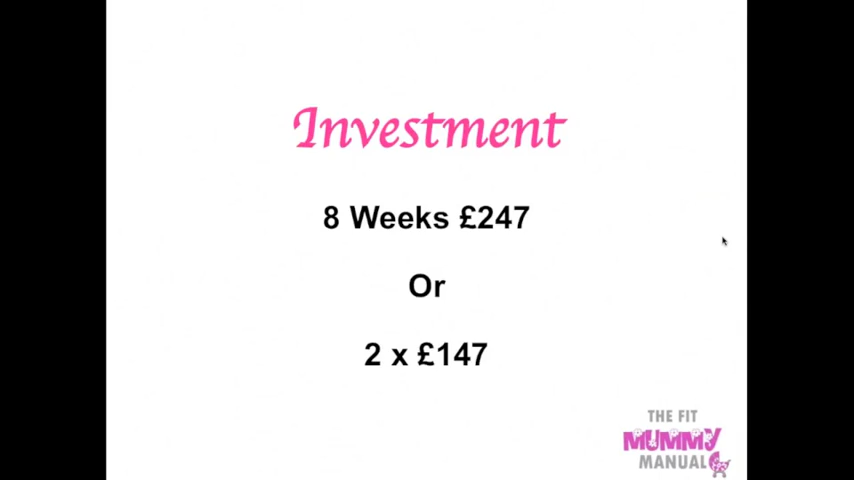 Investment
8 Weeks £247
Or
2 x £147
THE FIT
MUMMY
MANUAL